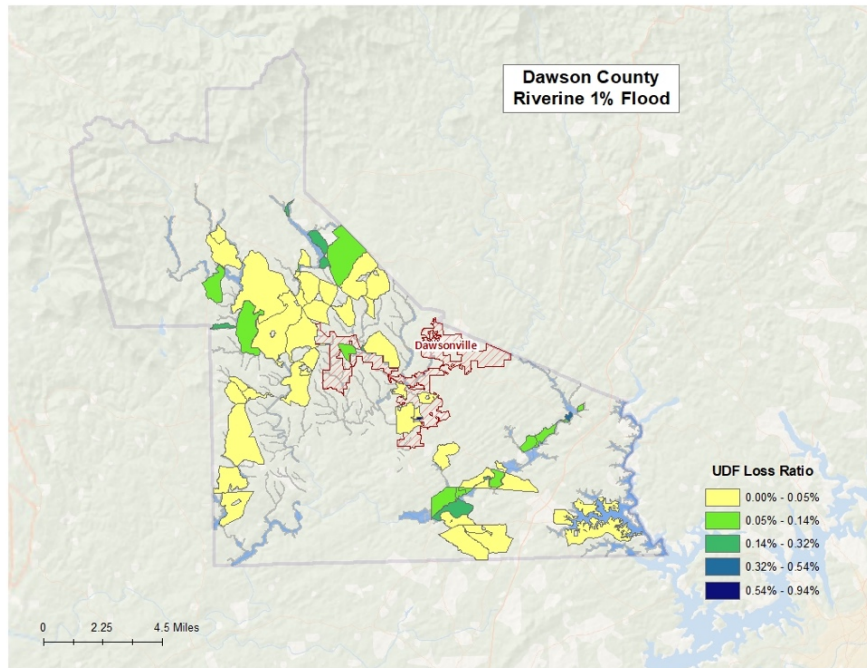 Dawson County
Riverine 1% Flood
Dawsonville
UDF Loss Ratio
0.00% - 0.05%
0.05% - 0.14%
0.14% - 0.32%
0.32% - 0.54%
0.54% - 0.94%
0 2.25 4.5 Miles